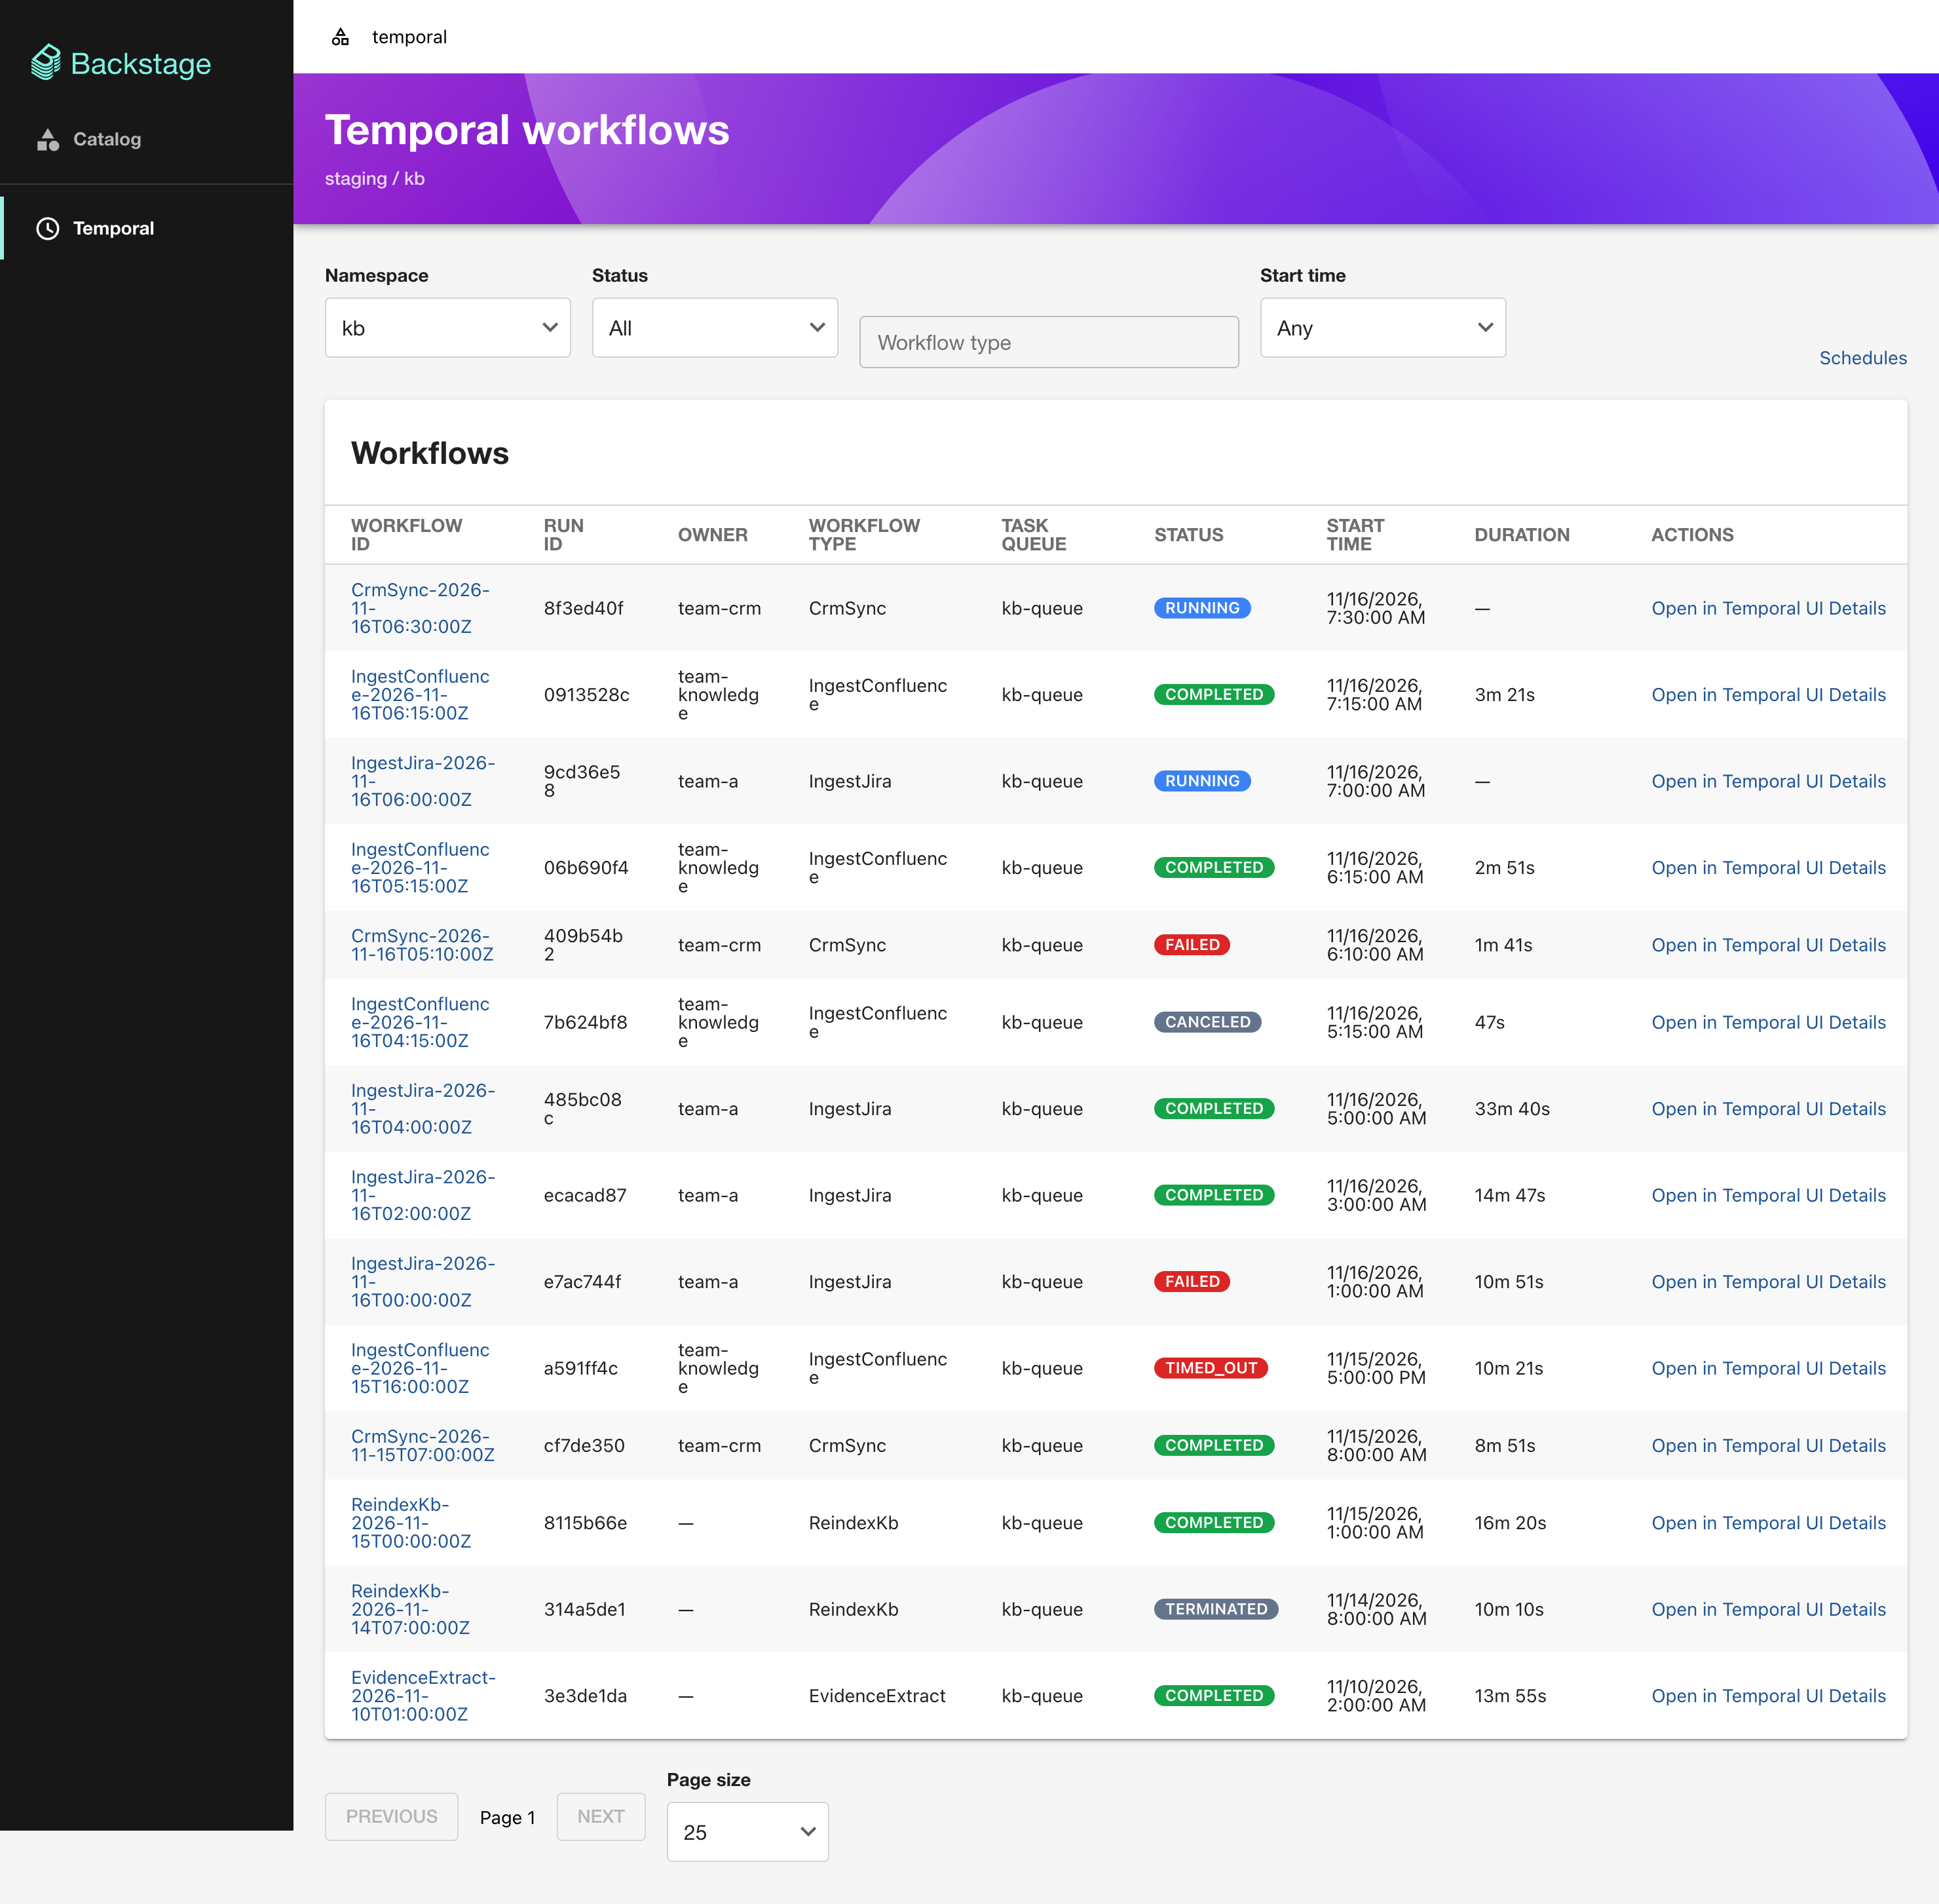 Backstage
Catalog
Temporal
temporal
Temporal workflows
staging / kb
Namespace
kb
Status
All
Workflow type
Start time
Any
Schedules
Workflows
WORKFLOW
ID
RUN
ID
OWNER
WORKFLOW
TYPE
TASK
QUEUE
STATUS
START
TIME
DURATION
ACTIONS
CrmSync-2026-
11-
16T06:30:00Z
8f3ed40f
team-crm
CrmSync
kb-queue
RUNNING
11/16/2026,
7:30:00 AM
—
Open in Temporal UI Details
IngestConfluenc
e-2026-11-
16T06:15:00Z
0913528c
team-
knowledg
e
IngestConfluenc
e
kb-queue
COMPLETED
11/16/2026,
7:15:00 AM
3m 21s
Open in Temporal UI Details
IngestJira-2026-
11-
16T06:00:00Z
9cd36e5
8
team-a
IngestJira
kb-queue
RUNNING
11/16/2026,
7:00:00 AM
—
Open in Temporal UI Details
IngestConfluenc
e-2026-11-
16T05:15:00Z
06b690f4
team-
knowledg
e
IngestConfluenc
e
kb-queue
COMPLETED
11/16/2026,
6:15:00 AM
2m 51s
Open in Temporal UI Details
CrmSync-2026-
11-16T05:10:00Z
409b54b
2
team-crm
CrmSync
kb-queue
FAILED
11/16/2026,
6:10:00 AM
1m 41s
Open in Temporal UI Details
IngestConfluenc
e-2026-11-
16T04:15:00Z
7b624bf8
team-
knowledg
e
IngestConfluenc
e
kb-queue
CANCELED
11/16/2026,
5:15:00 AM
47s
Open in Temporal UI Details
IngestJira-2026-
11-
16T04:00:00Z
485bc08
c
team-a
IngestJira
kb-queue
COMPLETED
11/16/2026,
5:00:00 AM
33m 40s
Open in Temporal UI Details
IngestJira-2026-
11-
16T02:00:00Z
ecacad87
team-a
IngestJira
kb-queue
COMPLETED
11/16/2026,
3:00:00 AM
14m 47s
Open in Temporal UI Details
IngestJira-2026-
11-
16T00:00:00Z
e7ac744f
team-a
IngestJira
kb-queue
FAILED
11/16/2026,
1:00:00 AM
10m 51s
Open in Temporal UI Details
IngestConfluenc
e-2026-11-
15T16:00:00Z
a591ff4c
team-
knowledg
e
IngestConfluenc
e
kb-queue
TIMED_OUT
11/15/2026,
5:00:00 PM
10m 21s
Open in Temporal UI Details
CrmSync-2026-
11-15T07:00:00Z
cf7de350
team-crm
CrmSync
kb-queue
COMPLETED
11/15/2026,
8:00:00 AM
8m 51s
Open in Temporal UI Details
ReindexKb-
2026-11-
15T00:00:00Z
8115b66e
—
ReindexKb
kb-queue
COMPLETED
11/15/2026,
1:00:00 AM
16m 20s
Open in Temporal UI Details
ReindexKb-
2026-11-
14T07:00:00Z
314a5de1
—
ReindexKb
kb-queue
TERMINATED
11/14/2026,
8:00:00 AM
10m 10s
Open in Temporal UI Details
EvidenceExtract-
2026-11-
10T01:00:00Z
3e3de1da
—
EvidenceExtract
kb-queue
COMPLETED
11/10/2026,
2:00:00 AM
13m 55s
Open in Temporal UI Details
PREVIOUS
Page 1
NEXT
Page size
25